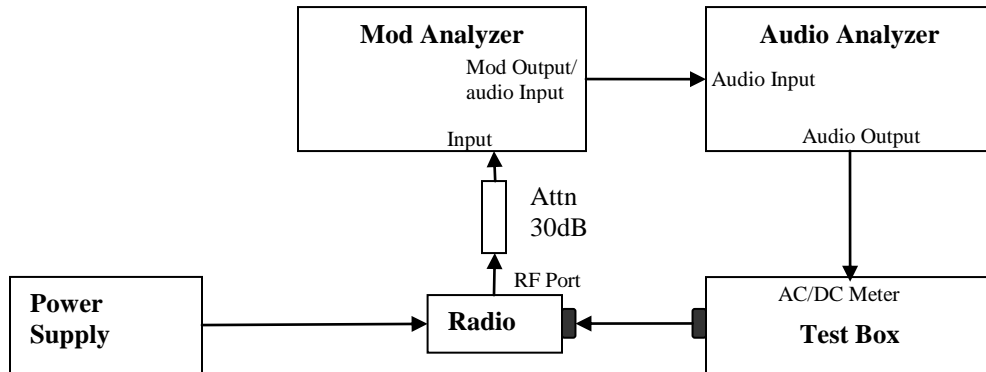 Mod Analyzer
Mod Output/
audio Input
Input
Audio Analyzer
Audio Input
Audio Output
Attn
30dB
RF Port
Power
Supply
Radio
AC/DC Meter
Test Box